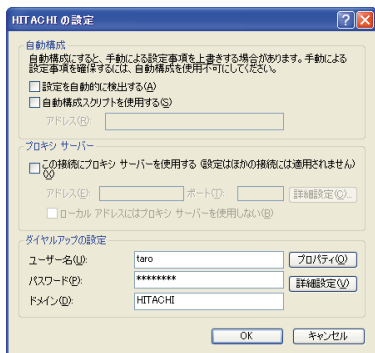 HITACHI の設定
自動構成
自動構成にすると、手動による設定事項を上書きする場合があります。手動による
設定事項を確保するには、自動構成を使用不可にしてください。
設定を自動的に検出する(A)
自動構成スクリプトを使用する(S)
アドレス(R):
プロキシ サーバー
この接続にプロキシ サーバーを使用する (設定はほかの接続には適用されません)
(X)
アドレス(E): ポート(T): 詳細設定(C)...
ローカル アドレスにはプロキシ サーバーを使用しない(B)
ダイヤルアップの設定
ユーザー名(U): taro プロパティ(O)
パスワード(P): ******** 詳細設定(V)
ドメイン(D): HITACHI
OK キャンセル